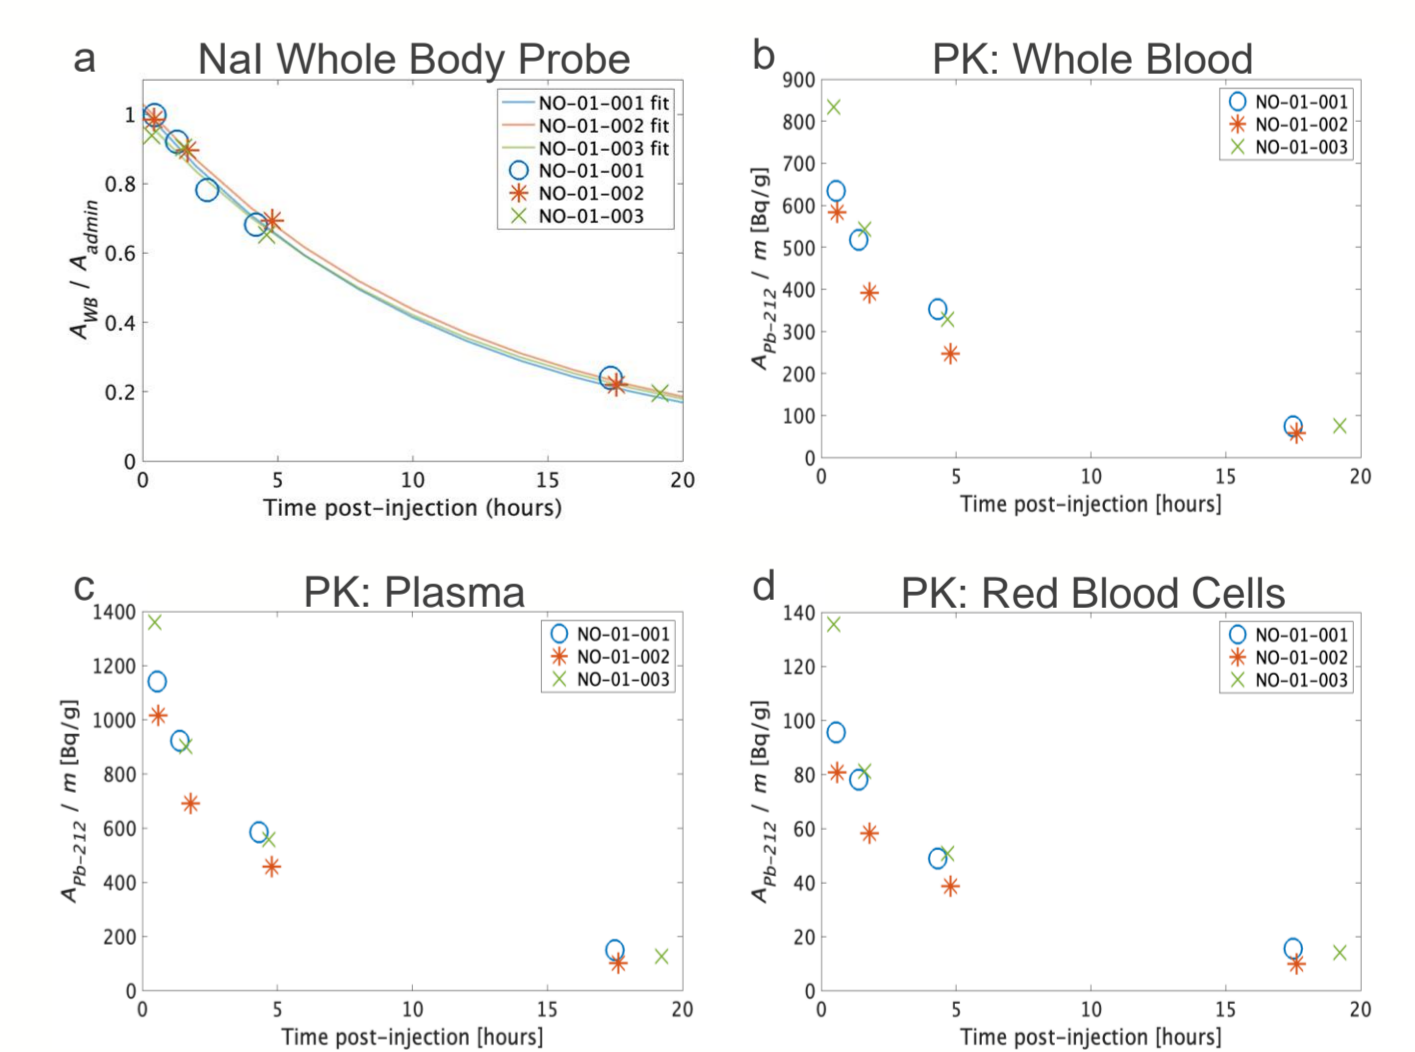 a NaI Whole Body Probe
A_WB / A_admin
1
0.8
0.6
0.4
0.2
0
0 5 10 15 20
Time post-injection (hours)
NO-01-001 fit
NO-01-002 fit
NO-01-003 fit
NO-01-001
NO-01-002
NO-01-003
b PK: Whole Blood
A_Pb-212 / m [Bq/g]
900
800
700
600
500
400
300
200
100
0
0 5 10 15 20
Time post-injection [hours]
NO-01-001
NO-01-002
NO-01-003
c PK: Plasma
A_Pb-212 / m [Bq/g]
1400
1200
1000
800
600
400
200
0
0 5 10 15 20
Time post-injection [hours]
NO-01-001
NO-01-002
NO-01-003
d PK: Red Blood Cells
A_Pb-212 / m [Bq/g]
140
120
100
80
60
40
20
0
0 5 10 15 20
Time post-injection [hours]
NO-01-001
NO-01-002
NO-01-003